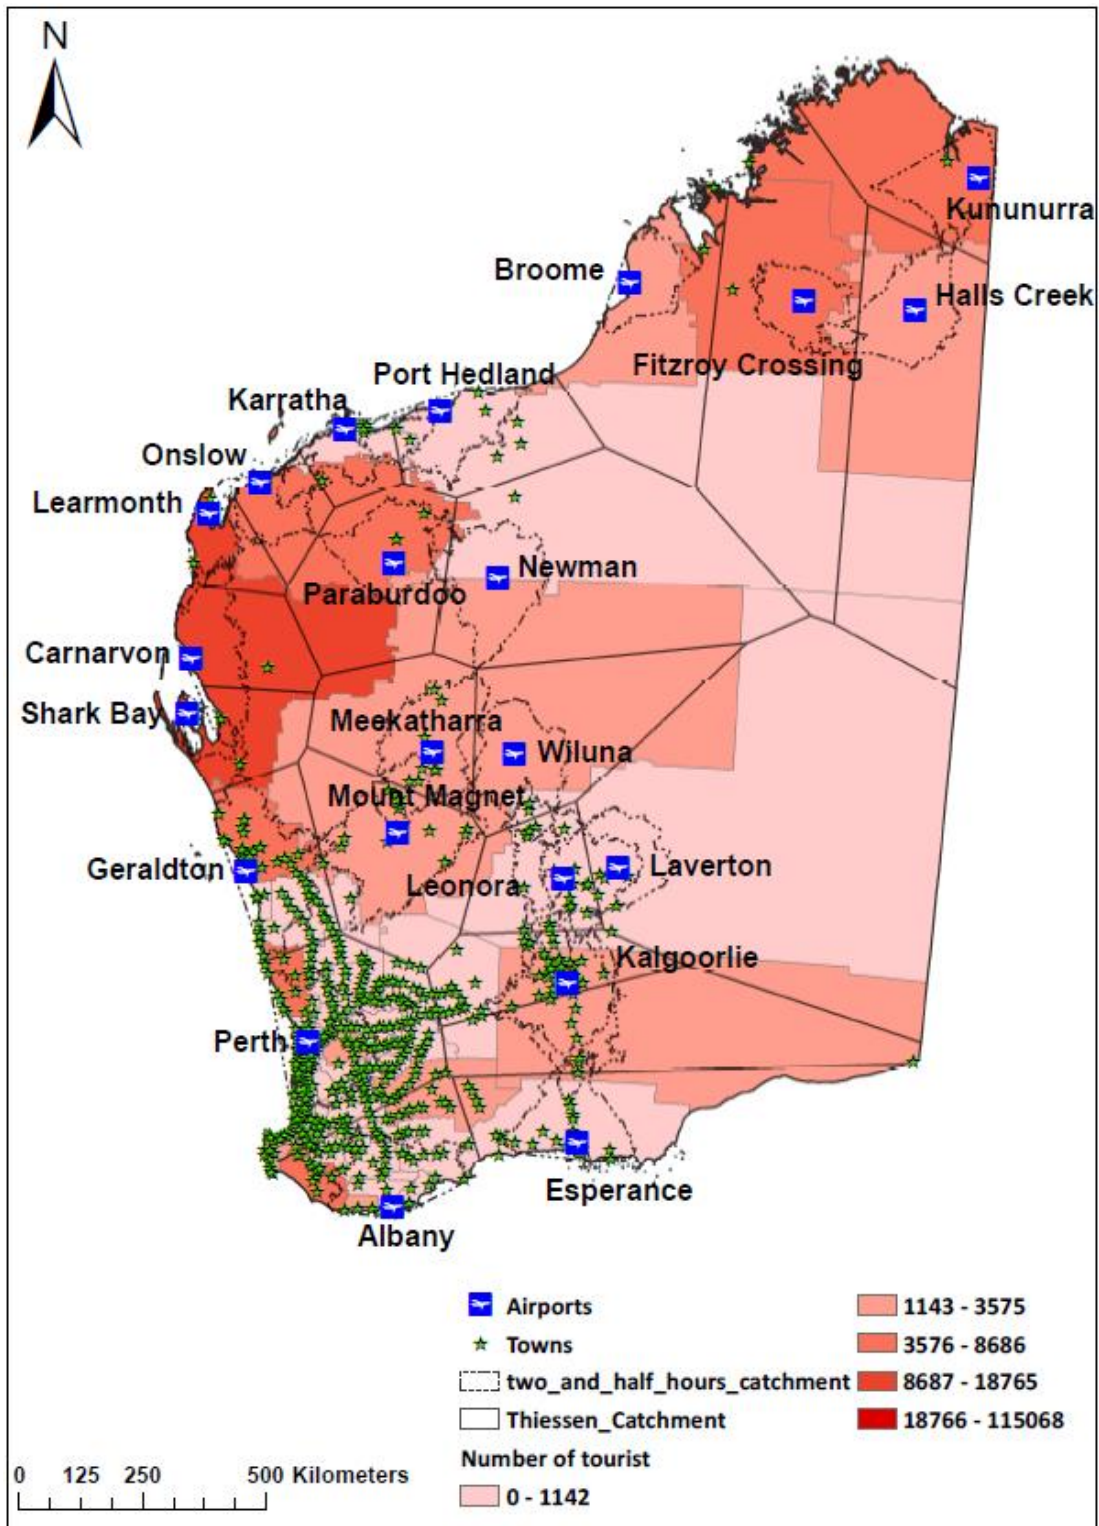 N
Kununurra
Broome
Halls Creek
Fitzroy Crossing
Port Hedland
Karratha
Onslow
Learmonth
Newman
Paraburdoo
Carnarvon
Shark Bay
Meekatharra
Wiluna
Mount Magnet
Geraldton
Leonora
Laverton
Kalgoorlie
Perth
Esperance
Albany
Airports
Towns
two_and_half_hours_catchment
Thiessen_Catchment
Number of tourist
0 - 1142
1143 - 3575
3576 - 8686
8687 - 18765
18766 - 115068
0 125 250 500 Kilometers